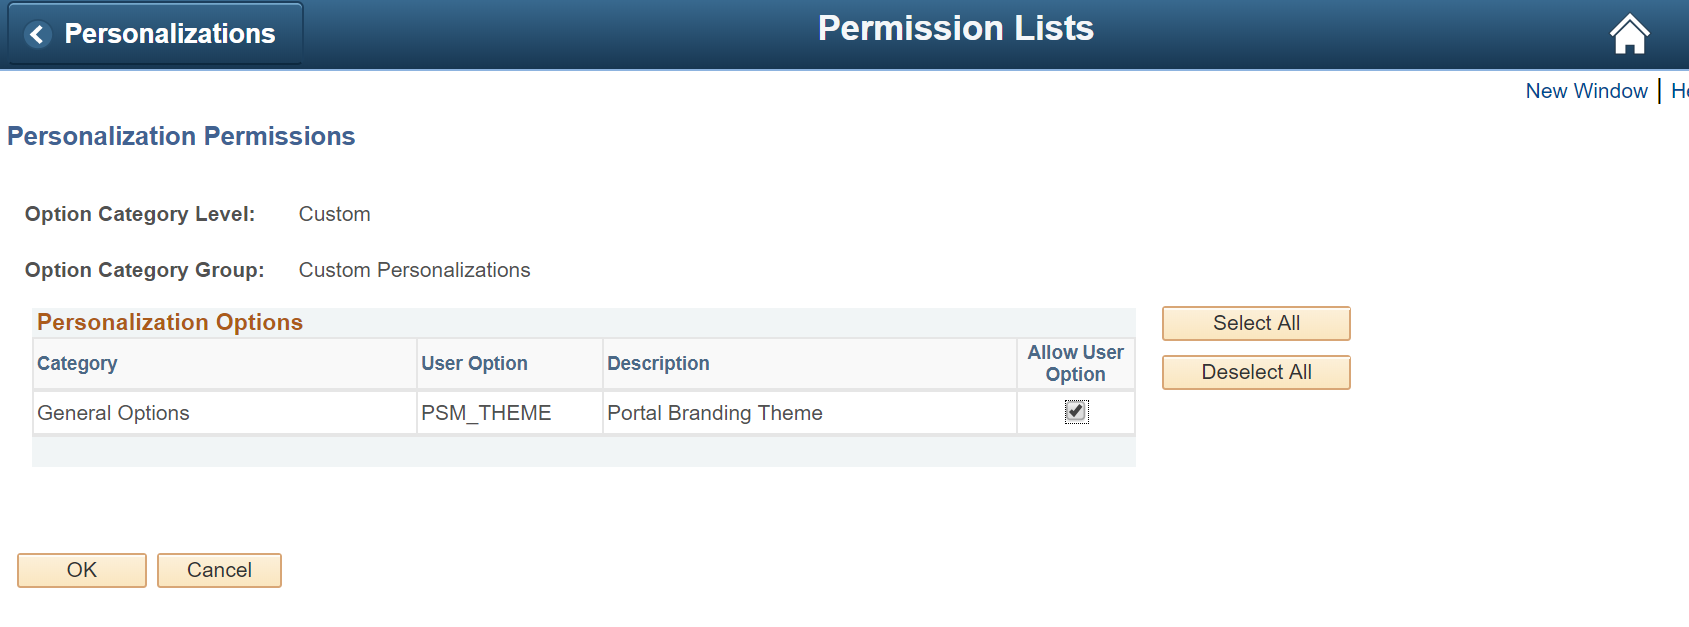 Personalizations
Permission Lists
New Window
Personalization Permissions
Option Category Level: Custom
Option Category Group: Custom Personalizations
Personalization Options
Select All
Category User Option Description Allow User Option
Deselect All
General Options PSM_THEME Portal Branding Theme
OK Cancel